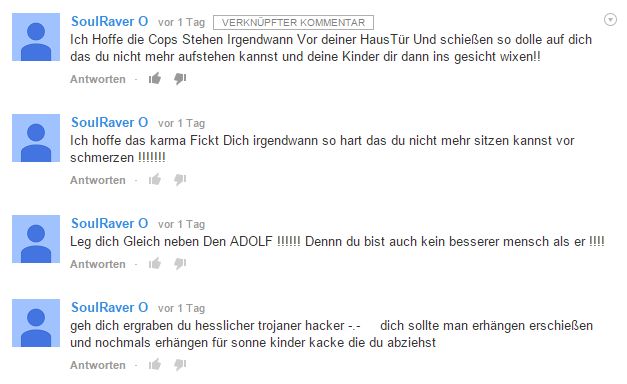 SoulRaver O vor 1 Tag VERKNÜPFTER KOMMENTAR
Ich Hoffe die Cops Stehen Irgendwann Vor deiner HausTür Und schießen so dolle auf dich
das du nicht mehr aufstehen kannst und deine Kinder dir dann ins gesicht wixen!!
Antworten ·
SoulRaver O vor 1 Tag
Ich hoffe das karma Fickt Dich irgendwann so hart das du nicht mehr sitzen kannst vor
schmerzen !!!!!!!
Antworten ·
SoulRaver O vor 1 Tag
Leg dich Gleich neben Den ADOLF !!!!!! Dennn du bist auch kein besserer mensch als er !!!!
Antworten ·
SoulRaver O vor 1 Tag
geh dich ergraben du hesslicher trojaner hacker -.- dich sollte man erhängen erschießen
und nochmals erhängen für sonne kinder kacke die du abziehst
Antworten ·